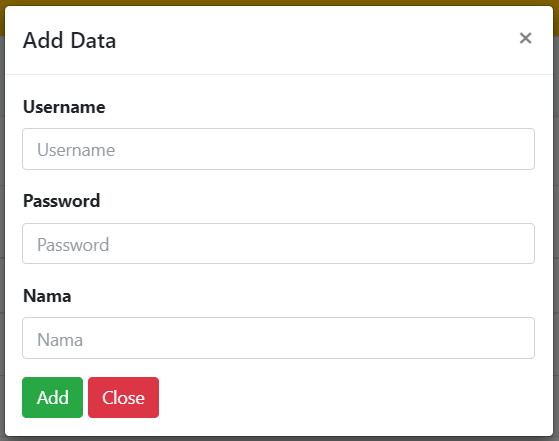 Add Data ×
Username
Username
Password
Password
Nama
Nama
Add Close